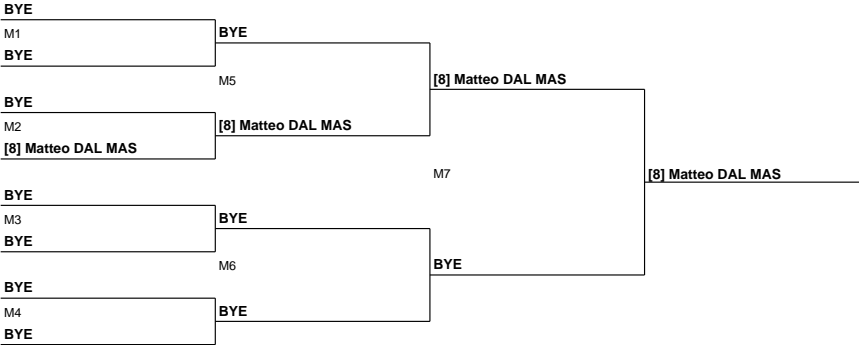 BYE
M1
BYE
BYE
M5
BYE
M2
[8] Matteo DAL MAS
[8] Matteo DAL MAS
[8] Matteo DAL MAS
M7
[8] Matteo DAL MAS
BYE
M3
BYE
BYE
M6
BYE
BYE
M4
BYE
BYE